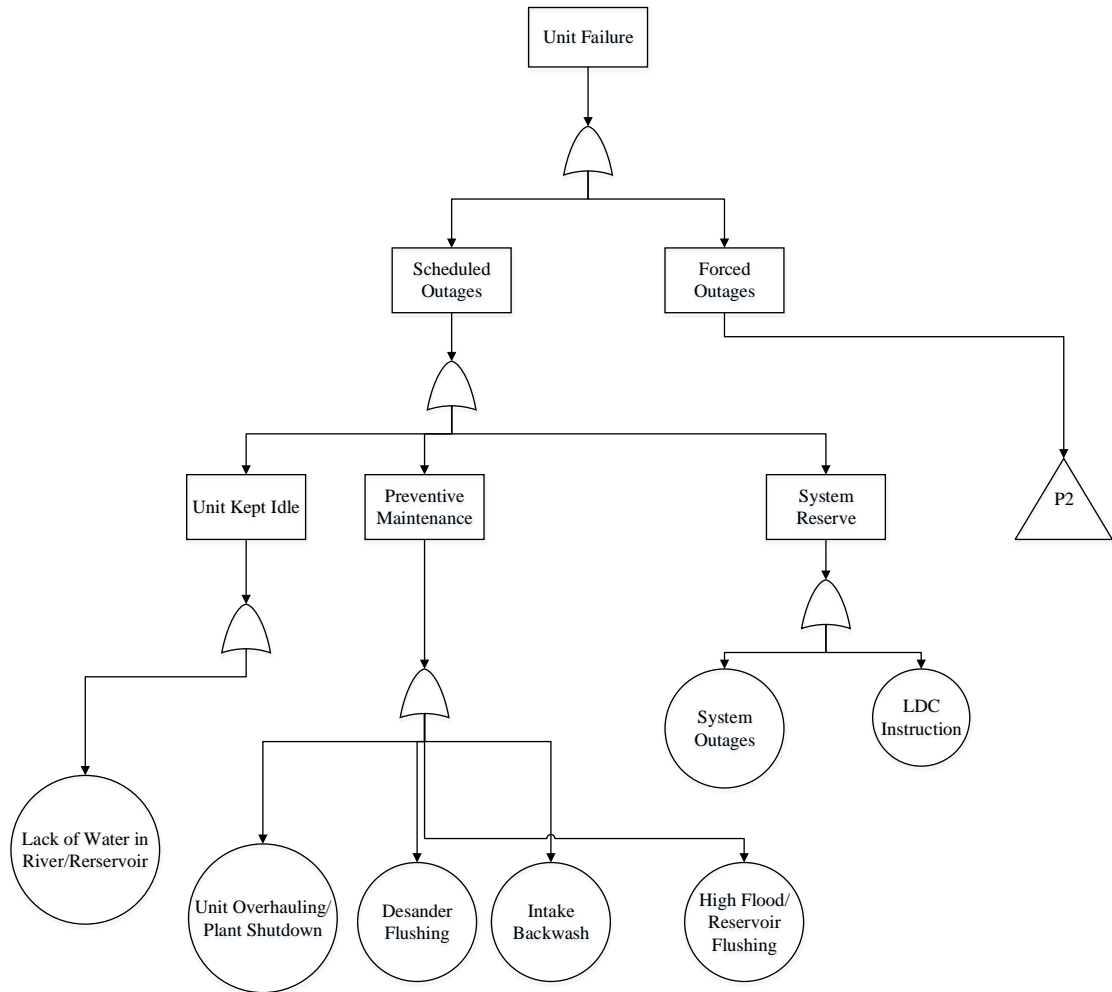 Unit Failure
Scheduled
Outages
Forced
Outages
Unit Kept Idle
Preventive
Maintenance
System
Reserve
P2
System
Outages
LDC
Instruction
Lack of Water in
River/Rerservoir
Unit Overhauling/
Plant Shutdown
Desander
Flushing
Intake
Backwash
High Flood/
Reservoir
Flushing